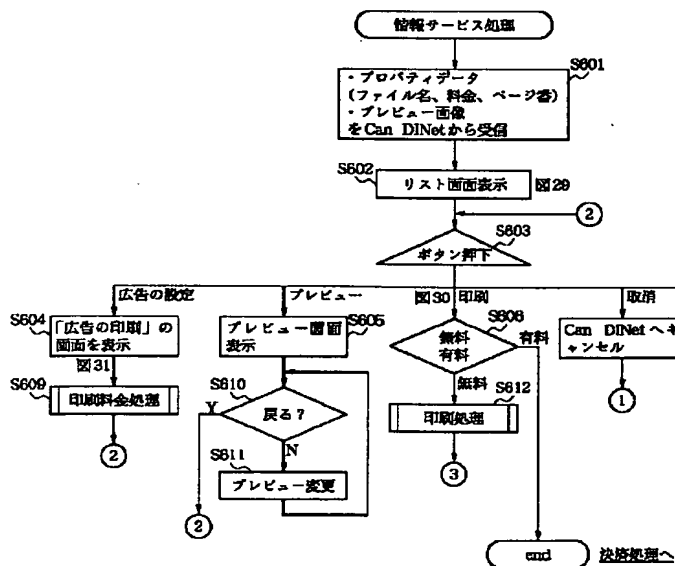 情報サービス処理
S601
・プロパティデータ
(ファイル名、料金、ページ番)
・プレビュー画像
をCan DINetから受信
S602
リスト画面表示
図29
2
S603
ボタン押下
広告の設定
プレビュー
図30
印刷
取消
S604
「広告の印刷」の
画面を表示
S605
プレビュー画面
表示
S608
無料
有料
有料
Can DINetへキ
ャンセル
図31
S609
印刷料金処理
S610
Y
戻る?
N
無料
S612
印刷処理
1
2
3
S611
プレビュー変更
2
end
決済処理へ